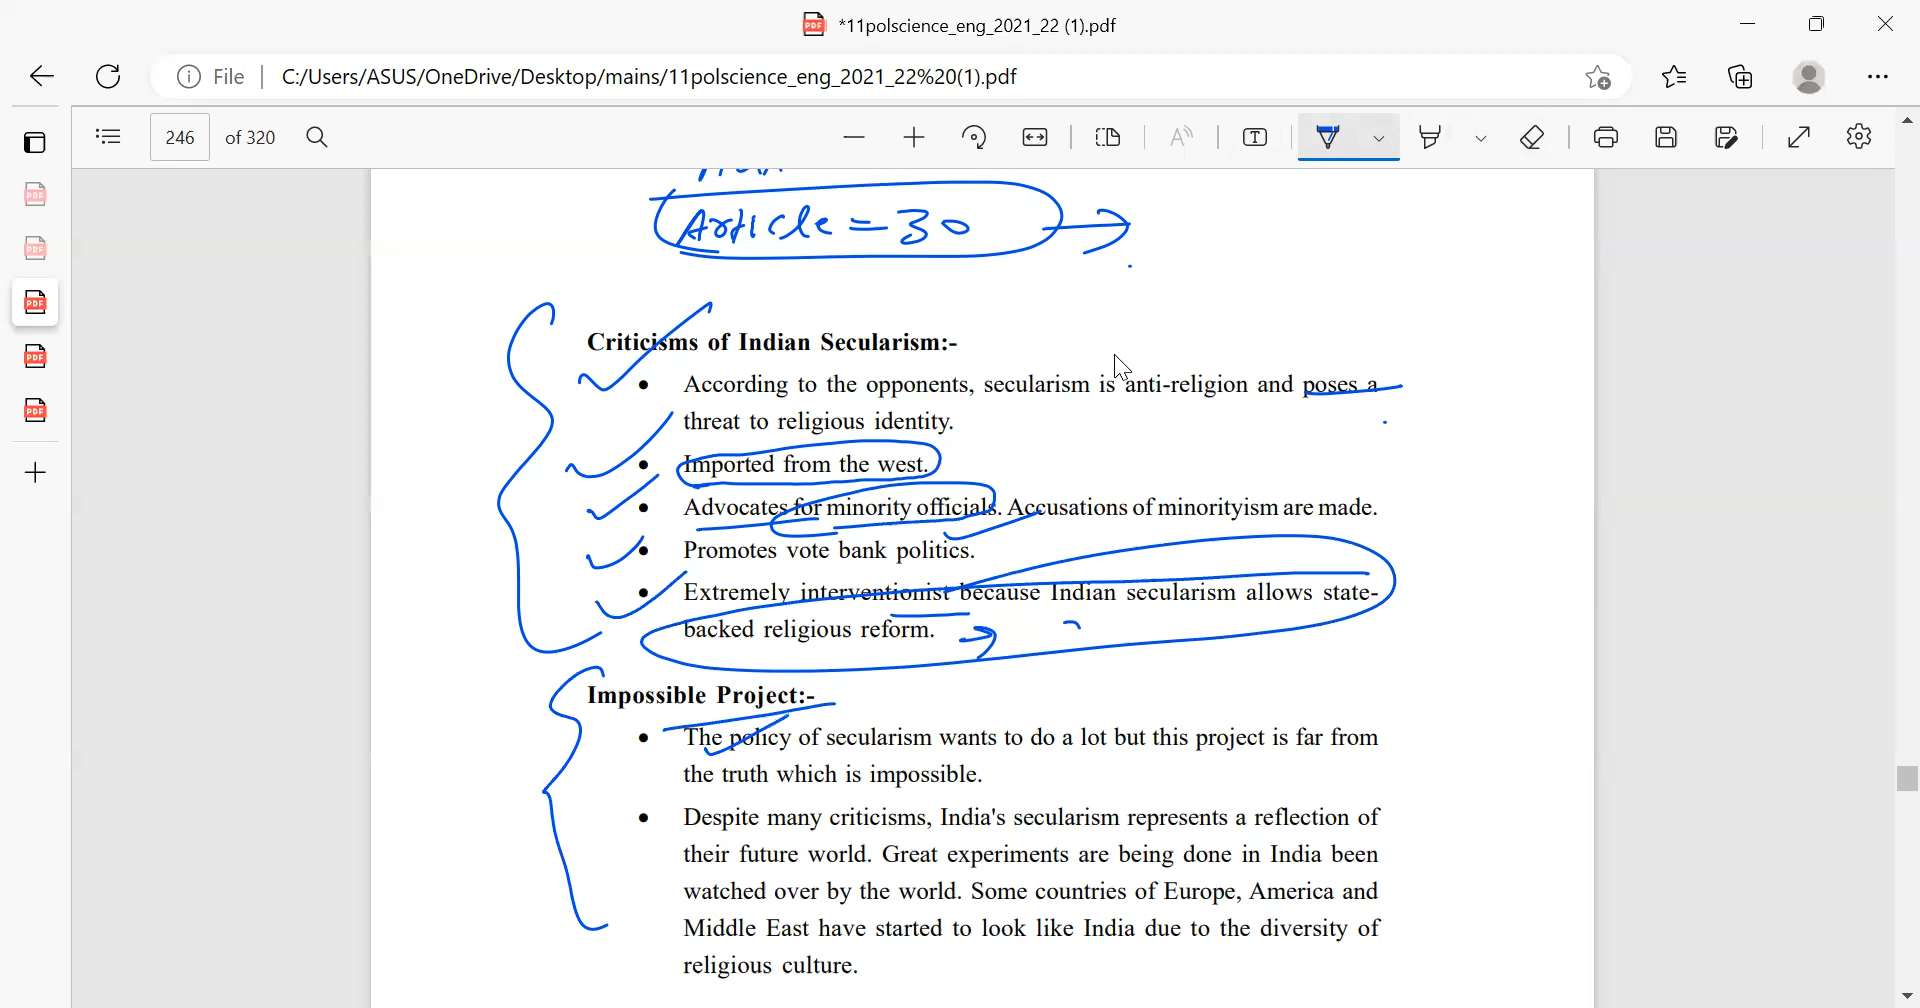 *11polscience_eng_2021_22 (1).pdf
File C:/Users/ASUS/OneDrive/Desktop/mains/11polscience_eng_2021_22%20(1).pdf
246 of 320
Article = 30
Criticisms of Indian Secularism:-
• According to the opponents, secularism is anti-religion and poses a
threat to religious identity.
• Imported from the west.
• Advocates for minority officials. Accusations of minorityism are made.
• Promotes vote bank politics.
• Extremely interventionist because Indian secularism allows state-
backed religious reform.
Impossible Project:-
• The policy of secularism wants to do a lot but this project is far from
the truth which is impossible.
• Despite many criticisms, India's secularism represents a reflection of
their future world. Great experiments are being done in India been
watched over by the world. Some countries of Europe, America and
Middle East have started to look like India due to the diversity of
religious culture.